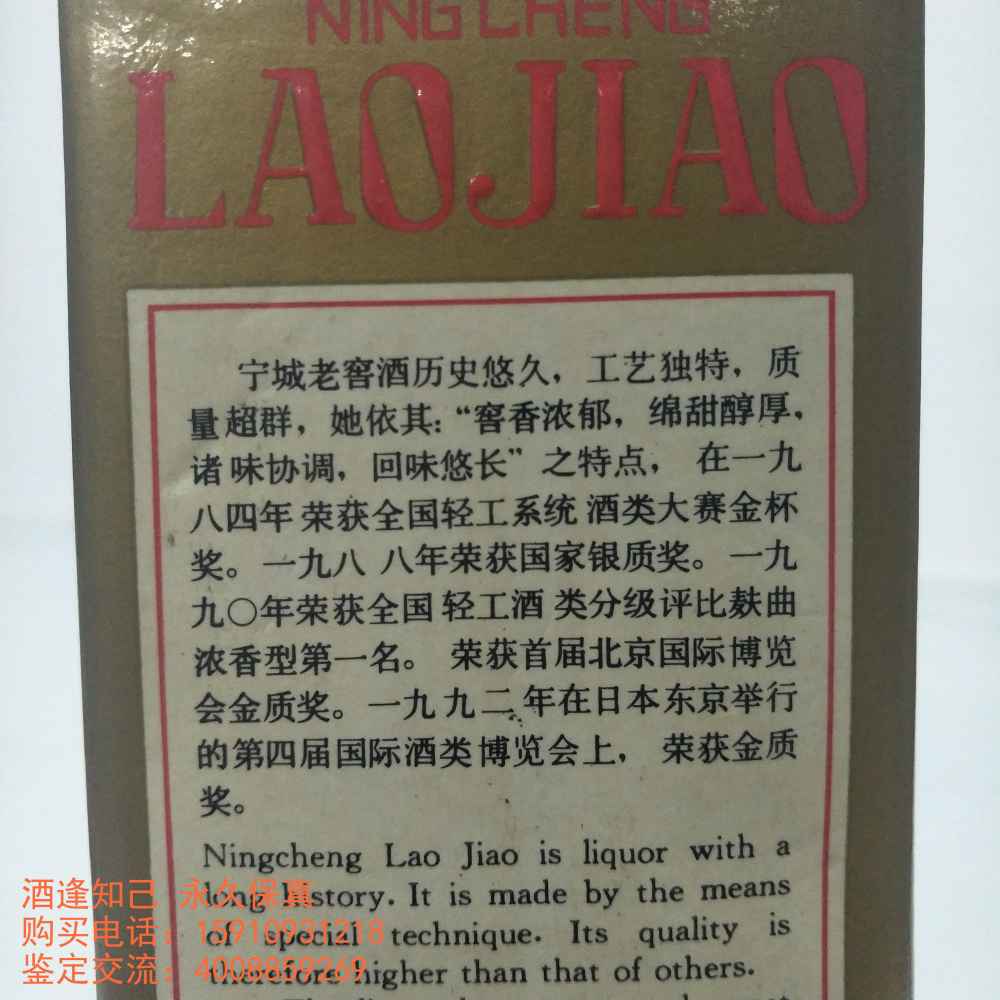 NING CHENG
LAOJIAO
宁城老窖酒历史悠久，工艺独特，质
量超群，她依其：“窖香浓郁，绵甜醇厚，
诸味协调，回味悠长”之特点，在一九
八四年荣获全国轻工系统酒类大赛金杯
奖。一九八八年荣获国家银质奖。一九
九〇年荣获全国轻工酒类分级评比麸曲
浓香型第一名。荣获首届北京国际博览
会金质奖。一九九二年在日本东京举行
的第四届国际酒类博览会上，荣获金质
奖。
Ningcheng Lao Jiao is liquor with a
long history. It is made by the means
of special technique. Its quality is
therefore higher than that of others.
酒逢知己 永久保真
购买电话：15910931218
鉴定交流：4008859269